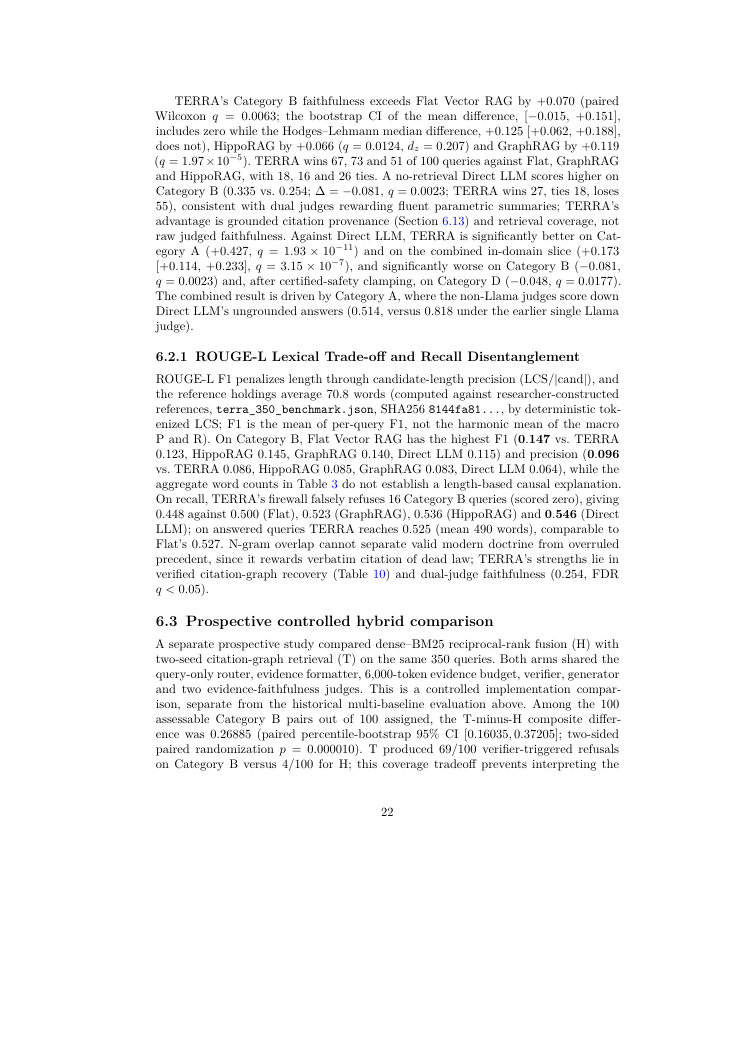 TERRA's Category B faithfulness exceeds Flat Vector RAG by +0.070 (paired
Wilcoxon q = 0.0063; the bootstrap CI of the mean difference, [−0.015, +0.151],
includes zero while the Hodges–Lehmann median difference, +0.125 [+0.062, +0.188],
does not), HippoRAG by +0.066 (q = 0.0124, d_z = 0.207) and GraphRAG by +0.119
(q = 1.97 × 10⁻⁵). TERRA wins 67, 73 and 51 of 100 queries against Flat, GraphRAG
and HippoRAG, with 18, 16 and 26 ties. A no-retrieval Direct LLM scores higher on
Category B (0.335 vs. 0.254; Δ = −0.081, q = 0.0023; TERRA wins 27, ties 18, loses
55), consistent with dual judges rewarding fluent parametric summaries; TERRA's
advantage is grounded citation provenance (Section 6.13) and retrieval coverage, not
raw judged faithfulness. Against Direct LLM, TERRA is significantly better on Cat-
egory A (+0.427, q = 1.93 × 10⁻¹¹) and on the combined in-domain slice (+0.173
[+0.114, +0.233], q = 3.15 × 10⁻⁷), and significantly worse on Category B (−0.081,
q = 0.0023) and, after certified-safety clamping, on Category D (−0.048, q = 0.0177).
The combined result is driven by Category A, where the non-Llama judges score down
Direct LLM's ungrounded answers (0.514, versus 0.818 under the earlier single Llama
judge).
6.2.1 ROUGE-L Lexical Trade-off and Recall Disentanglement
ROUGE-L F1 penalizes length through candidate-length precision (LCS/|cand|), and
the reference holdings average 70.8 words (computed against researcher-constructed
references, terra_350_benchmark.json, SHA256 8144fa81..., by deterministic tok-
enized LCS; F1 is the mean of per-query F1, not the harmonic mean of the macro
P and R). On Category B, Flat Vector RAG has the highest F1 (0.147 vs. TERRA
0.123, HippoRAG 0.145, GraphRAG 0.140, Direct LLM 0.115) and precision (0.096
vs. TERRA 0.086, HippoRAG 0.085, GraphRAG 0.083, Direct LLM 0.064), while the
aggregate word counts in Table 3 do not establish a length-based causal explanation.
On recall, TERRA's firewall falsely refuses 16 Category B queries (scored zero), giving
0.448 against 0.500 (Flat), 0.523 (GraphRAG), 0.536 (HippoRAG) and 0.546 (Direct
LLM); on answered queries TERRA reaches 0.525 (mean 490 words), comparable to
Flat's 0.527. N-gram overlap cannot separate valid modern doctrine from overruled
precedent, since it rewards verbatim citation of dead law; TERRA's strengths lie in
verified citation-graph recovery (Table 10) and dual-judge faithfulness (0.254, FDR
q < 0.05).
6.3 Prospective controlled hybrid comparison
A separate prospective study compared dense–BM25 reciprocal-rank fusion (H) with
two-seed citation-graph retrieval (T) on the same 350 queries. Both arms shared the
query-only router, evidence formatter, 6,000-token evidence budget, verifier, generator
and two evidence-faithfulness judges. This is a controlled implementation compar-
ison, separate from the historical multi-baseline evaluation above. Among the 100
assessable Category B pairs out of 100 assigned, the T-minus-H composite differ-
ence was 0.26885 (paired percentile-bootstrap 95% CI [0.16035, 0.37205]; two-sided
paired randomization p = 0.000010). T produced 69/100 verifier-triggered refusals
on Category B versus 4/100 for H; this coverage tradeoff prevents interpreting the
22